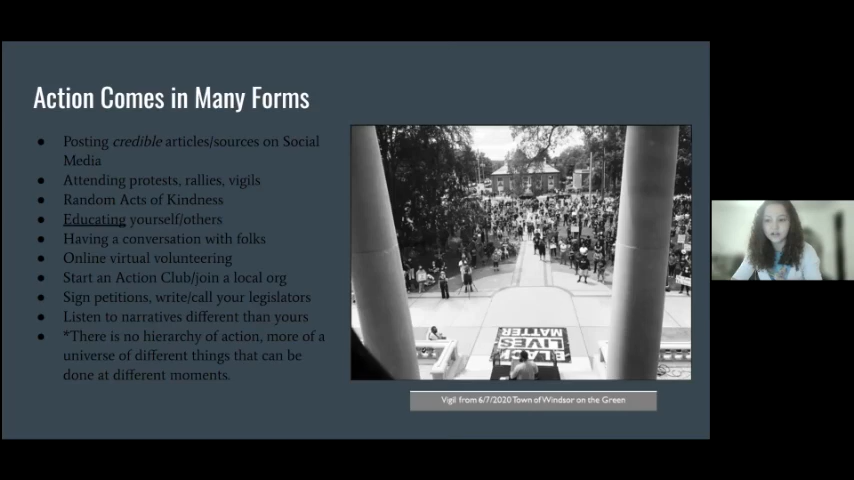 Action Comes in Many Forms
● Posting credible articles/sources on Social
Media
● Attending protests, rallies, vigils
● Random Acts of Kindness
● Educating yourself/others
● Having a conversation with folks
● Online virtual volunteering
● Start an Action Club/join a local org
● Sign petitions, write/call your legislators
● Listen to narratives different than yours
● *There is no hierarchy of action, more of a
universe of different things that can be
done at different moments.
BLACK
LIVES
MATTER
Vigil from 6/7/2020 Town of Windsor on the Green